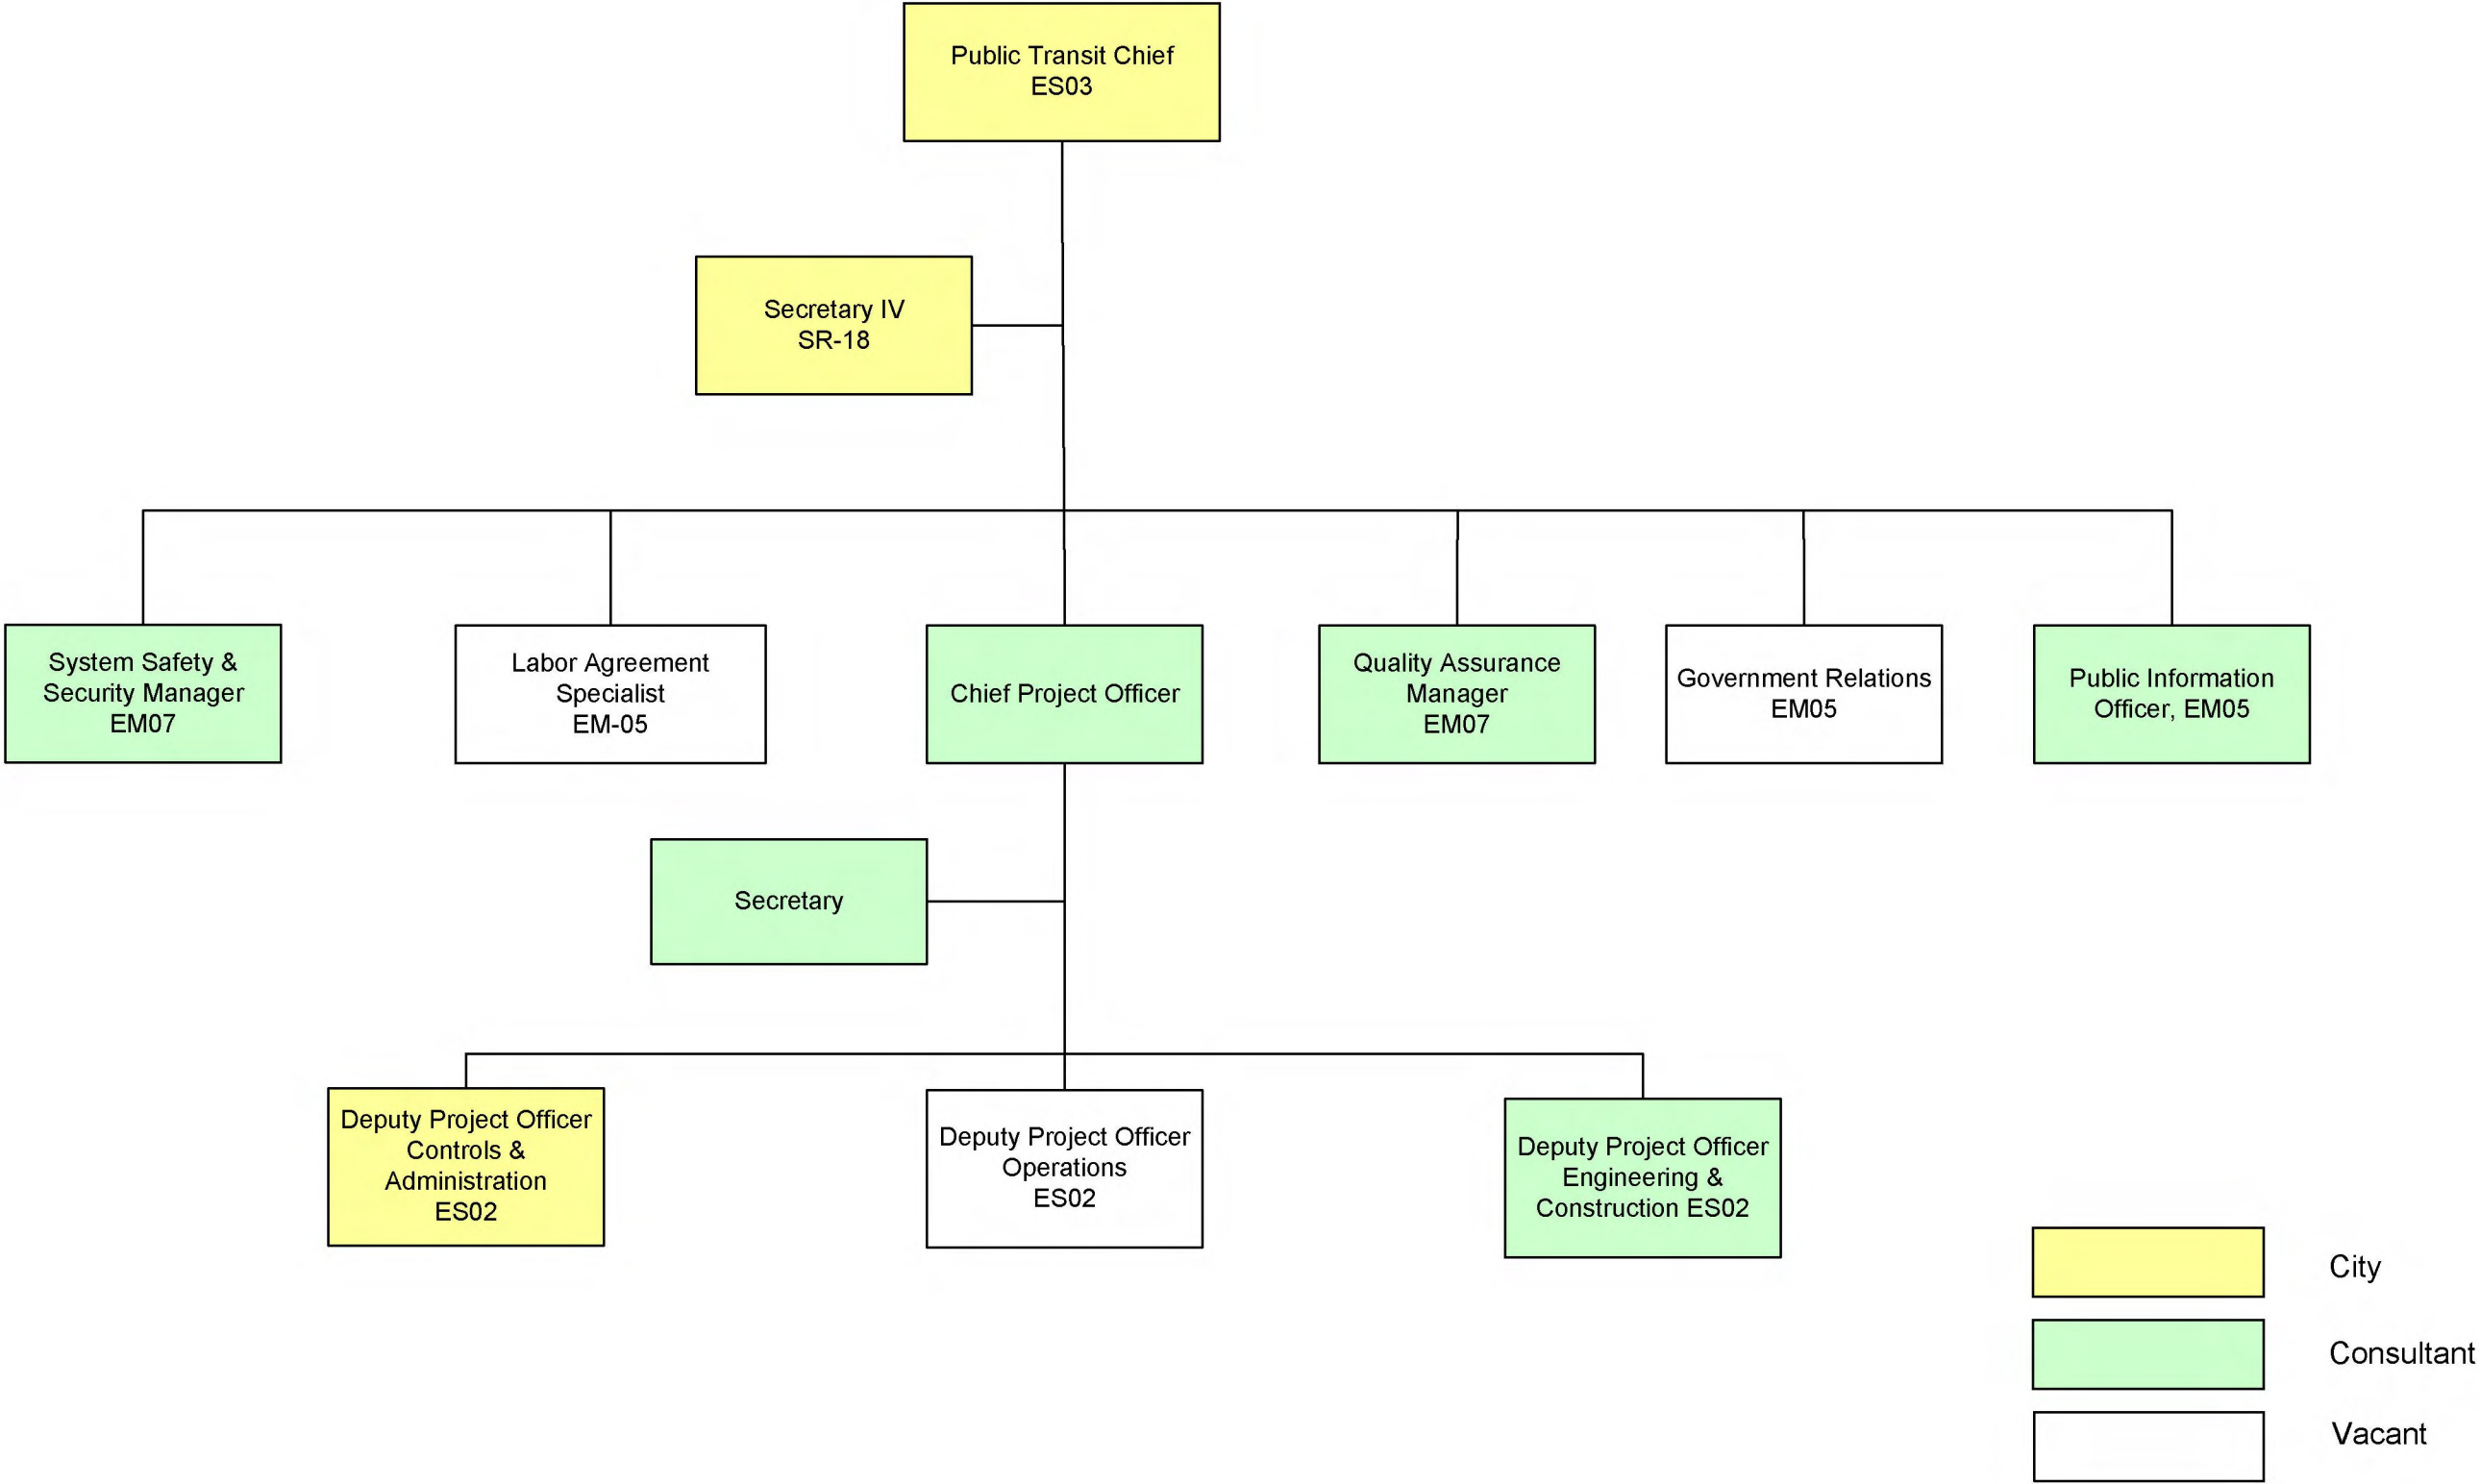 Public Transit Chief
ES03
Secretary IV
SR-18
System Safety &
Security Manager
EM07
Labor Agreement
Specialist
EM-05
Chief Project Officer
Quality Assurance
Manager
EM07
Government Relations
EM05
Public Information
Officer, EM05
Secretary
Deputy Project Officer
Controls &
Administration
ES02
Deputy Project Officer
Operations
ES02
Deputy Project Officer
Engineering &
Construction ES02
City
Consultant
Vacant